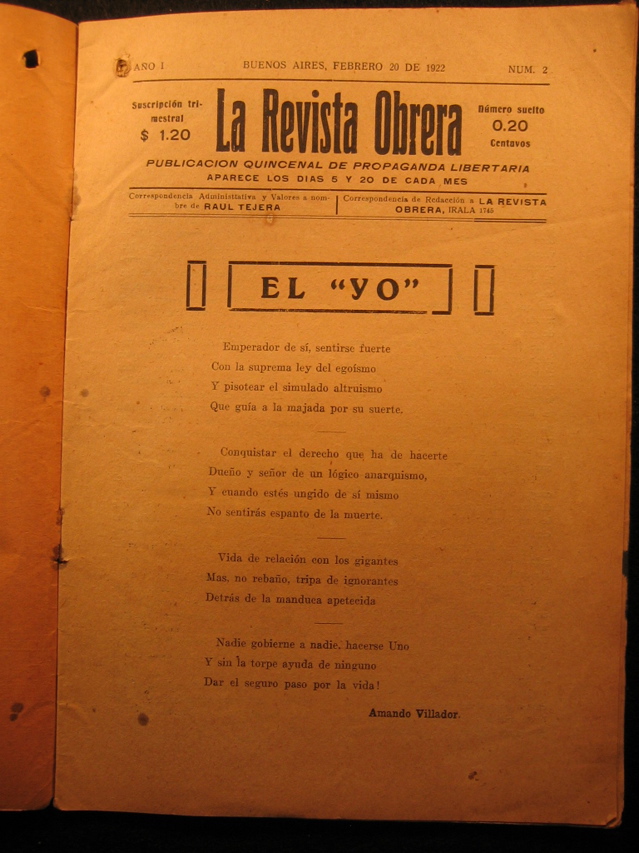 AÑO I BUENOS AIRES, FEBRERO 20 DE 1922 NUM. 2
Suscripción tri-
mestral
$ 1.20
La Revista Obrera
Número suelto
0.20
Centavos
PUBLICACION QUINCENAL DE PROPAGANDA LIBERTARIA
APARECE LOS DIAS 5 Y 20 DE CADA MES
Correspondencia Administativa y Valores a nom-
bre de RAUL TEJERA
Correspondencia de Redacción a LA REVISTA
OBRERA, IRALA 1745
EL "YO"
Emperador de sí, sentirse fuerte
Con la suprema ley del egoísmo
Y pisotear el simulado altruismo
Que guía a la majada por su suerte.
Conquistar el derecho que ha de hacerte
Dueño y señor de un lógico anarquismo,
Y cuando estés ungido de sí mismo
No sentirás espanto de la muerte.
Vida de relación con los gigantes
Mas, no rebaño, tripa de ignorantes
Detrás de la manduca apetecida
Nadie gobierne a nadie, hacerse Uno
Y sin la torpe ayuda de ninguno
Dar el seguro paso por la vida!
Amando Villador.